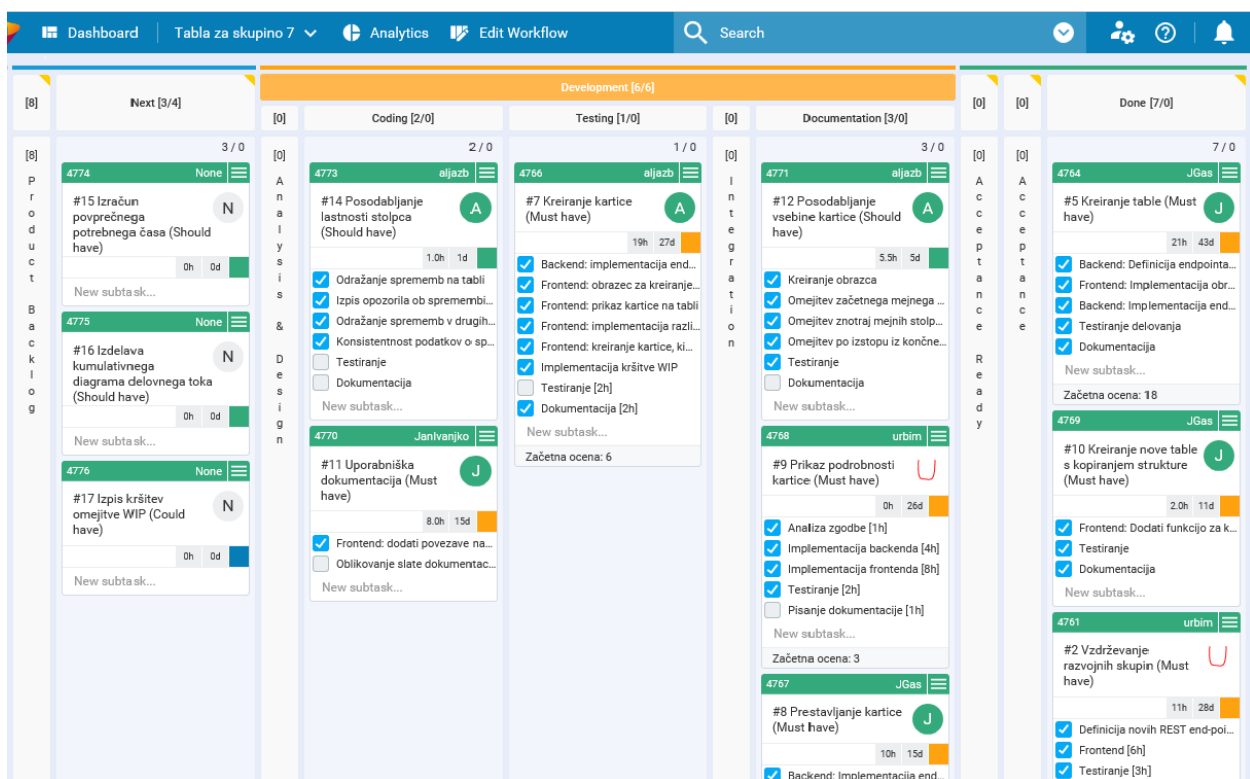 Dashboard
Tabla za skupino 7
Analytics
Edit Workflow
Search
[8]
Next [3/4]
Development [6/6]
[0]
Coding [2/0]
Testing [1/0]
[0]
Documentation [3/0]
[0]
[0]
Done [7/0]
[8]
Product Backlog
3 / 0
4774 None
#15 Izračun
povprečnega
potrebnega časa (Should
have)
N
0h 0d
New subtask...
4775 None
#16 Izdelava
kumulativnega
diagrama delovnega toka
(Should have)
N
0h 0d
New subtask...
4776 None
#17 Izpis kršitev
omejitve WIP (Could
have)
N
0h 0d
New subtask...
[0]
Analysis & Design
2 / 0
4773 aljazb
#14 Posodabljanje
lastnosti stolpca
(Should have)
A
1.0h 1d
Odražanje sprememb na tabli
Izpis opozorila ob spremembi...
Odražanje sprememb v drugih...
Konsistentnost podatkov o sp...
Testiranje
Dokumentacija
New subtask...
4770 JanIvanjko
#11 Uporabniška
dokumentacija (Must
have)
J
8.0h 15d
Frontend: dodati povezave na...
Oblikovanje slate dokumentac...
New subtask...
1 / 0
4766 aljazb
#7 Kreiranje kartice
(Must have)
A
19h 27d
Backend: implementacija end...
Frontend: obrazec za kreiranje...
Frontend: prikaz kartice na tabli
Frontend: implementacija razli...
Frontend: kreiranje kartice, ki...
Implementacija kršitve WIP
Testiranje [2h]
Dokumentacija [2h]
New subtask...
Začetna ocena: 6
[0]
Integration
3 / 0
4771 aljazb
#12 Posodabljanje
vsebine kartice (Should
have)
A
5.5h 5d
Kreiranje obrazca
Omejitev začetnega mejnega ...
Omejitev znotraj mejnih stolp...
Omejitev po izstopu iz končne...
Testiranje
Dokumentacija
New subtask...
4768 urbim
#9 Prikaz podrobnosti
kartice (Must have)
0h 26d
Analiza zgodbe [1h]
Implementacija backenda [4h]
Implementacija frontenda [8h]
Testiranje [2h]
Pisanje dokumentacije [1h]
New subtask...
Začetna ocena: 3
4767 JGas
#8 Prestavljanje kartice
(Must have)
J
10h 15d
Backend: Implementacija end...
[0]
Acceptance Ready
[0]
Acceptance
7 / 0
4764 JGas
#5 Kreiranje table (Must
have)
J
21h 43d
Backend: Definicija endpointa...
Frontend: Implementacija obr...
Backend: Implementacija end...
Testiranje delovanja
Dokumentacija
New subtask...
Začetna ocena: 18
4769 JGas
#10 Kreiranje nove table
s kopiranjem strukture
(Must have)
J
2.0h 11d
Frontend: Dodati funkcijo za k...
Testiranje
Dokumentacija
New subtask...
4761 urbim
#2 Vzdrževanje
razvojnih skupin (Must
have)
11h 28d
Definicija novih REST end-poi...
Frontend [6h]
Testiranje [3h]